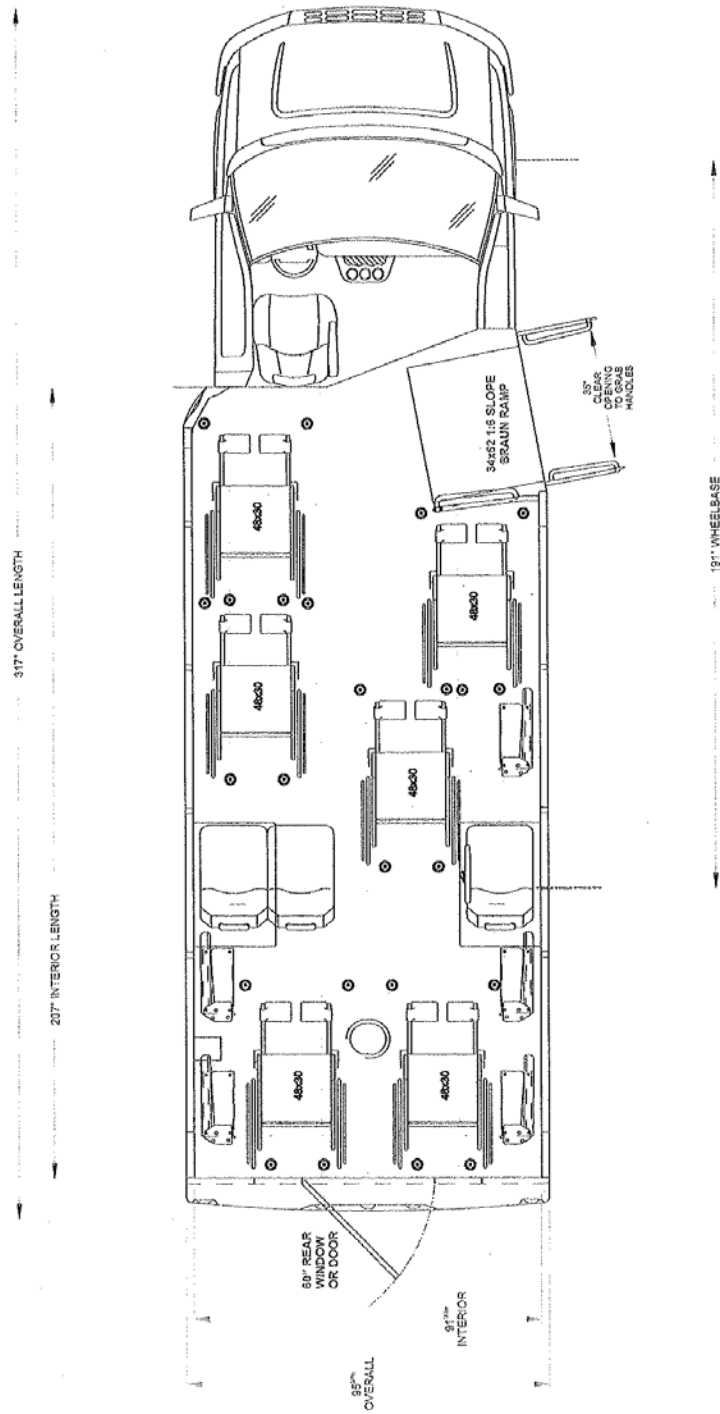 317" OVERALL LENGTH
207" INTERIOR LENGTH
191" WHEELBASE
34x62 1:6 SLOPE
BRAUN RAMP
35"
CLEAR
OPENING
TO GRAB
HANDLES
48x30
48x30
48x30
48x30
48x30
48x30
60" REAR
WINDOW
OR DOOR
91"
INTERIOR
95"
OVERALL